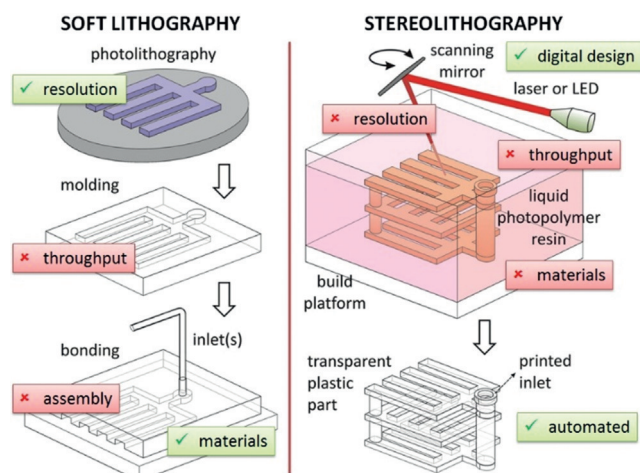 SOFT LITHOGRAPHY
photolithography
✓ resolution
molding
✗ throughput
bonding
inlet(s)
✗ assembly
✓ materials
STEREOLITHOGRAPHY
scanning
mirror
✓ digital design
laser or LED
✗ resolution
✗ throughput
liquid
photopolymer
resin
✗ materials
build
platform
transparent
plastic
part
printed
inlet
✓ automated